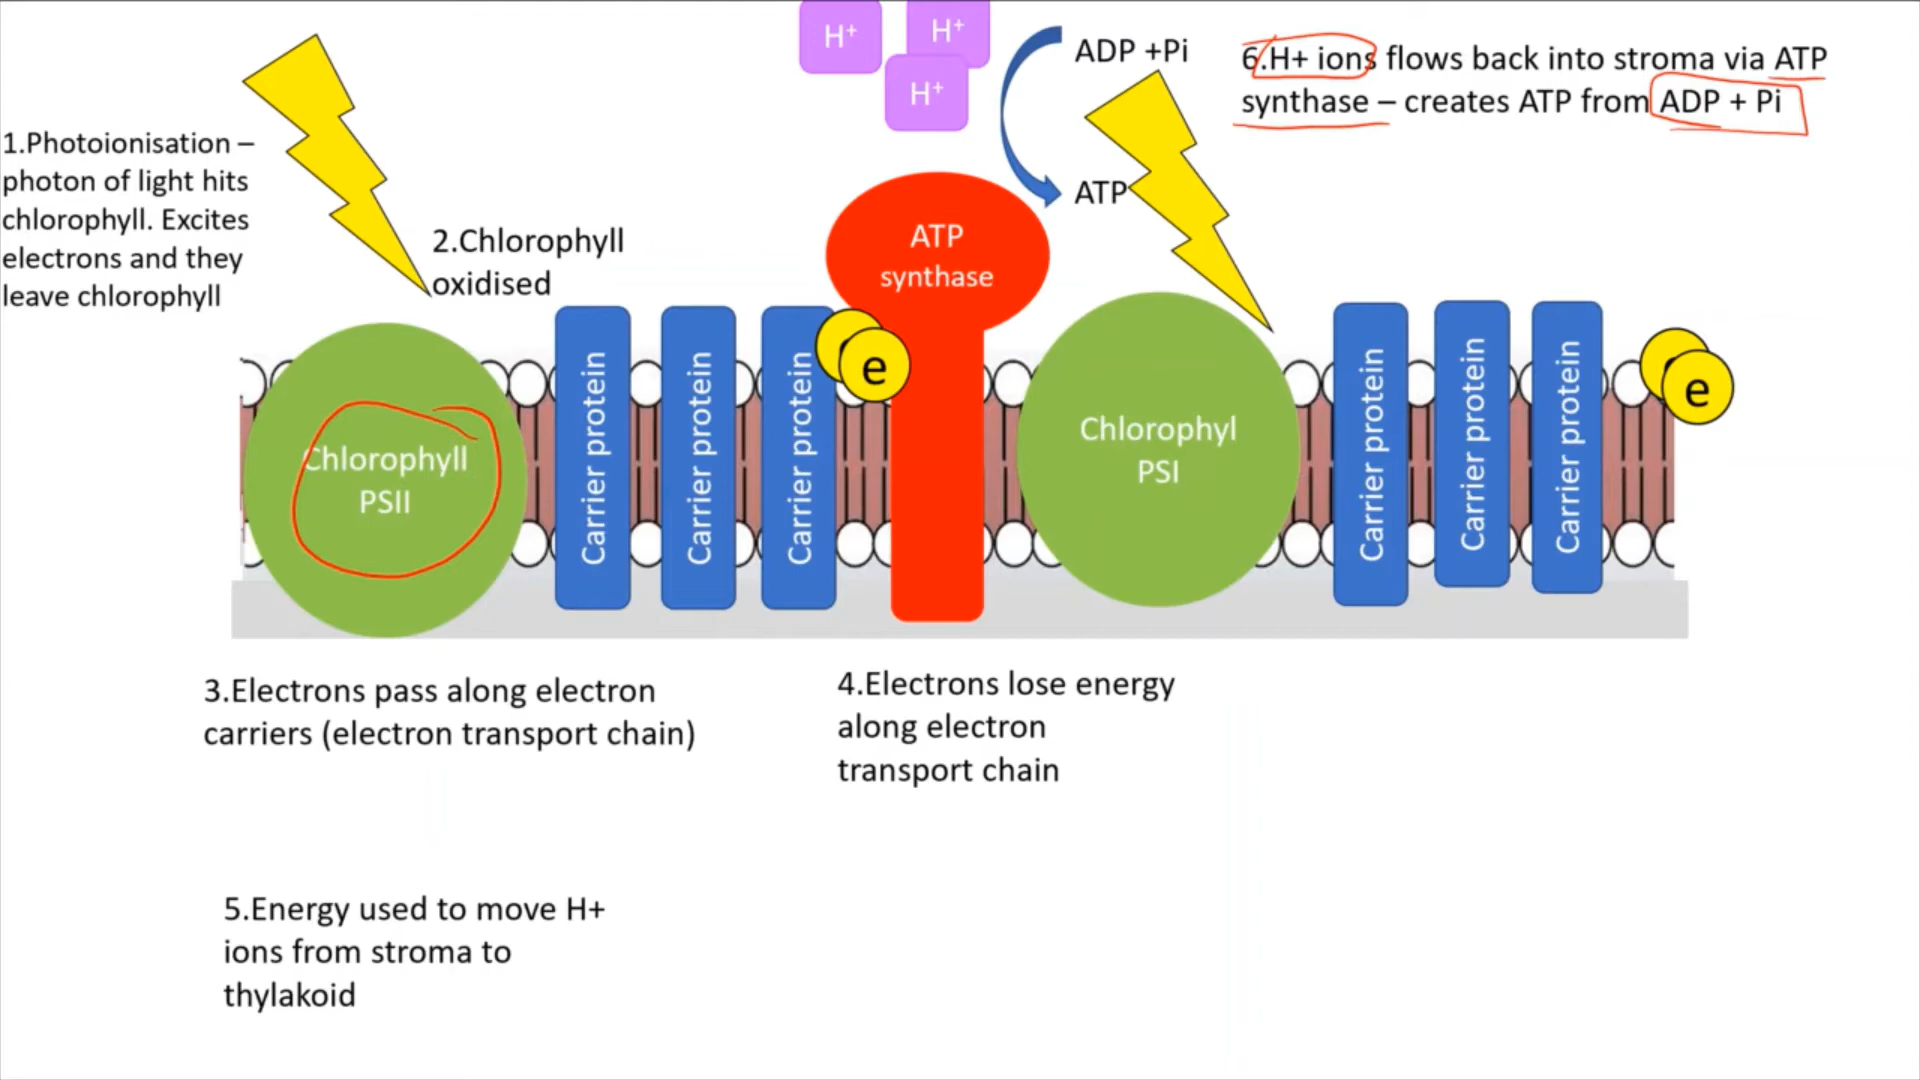 H⁺
H⁺
H⁺
ADP +Pi
ATP
6.H+ ions flows back into stroma via ATP
synthase – creates ATP from ADP + Pi
1.Photoionisation –
photon of light hits
chlorophyll. Excites
electrons and they
leave chlorophyll
2.Chlorophyll
oxidised
ATP
synthase
Chlorophyll
PSII
Carrier protein
Carrier protein
Carrier protein
e
Chlorophyl
PSI
Carrier protein
Carrier protein
Carrier protein
e
3.Electrons pass along electron
carriers (electron transport chain)
4.Electrons lose energy
along electron
transport chain
5.Energy used to move H+
ions from stroma to
thylakoid